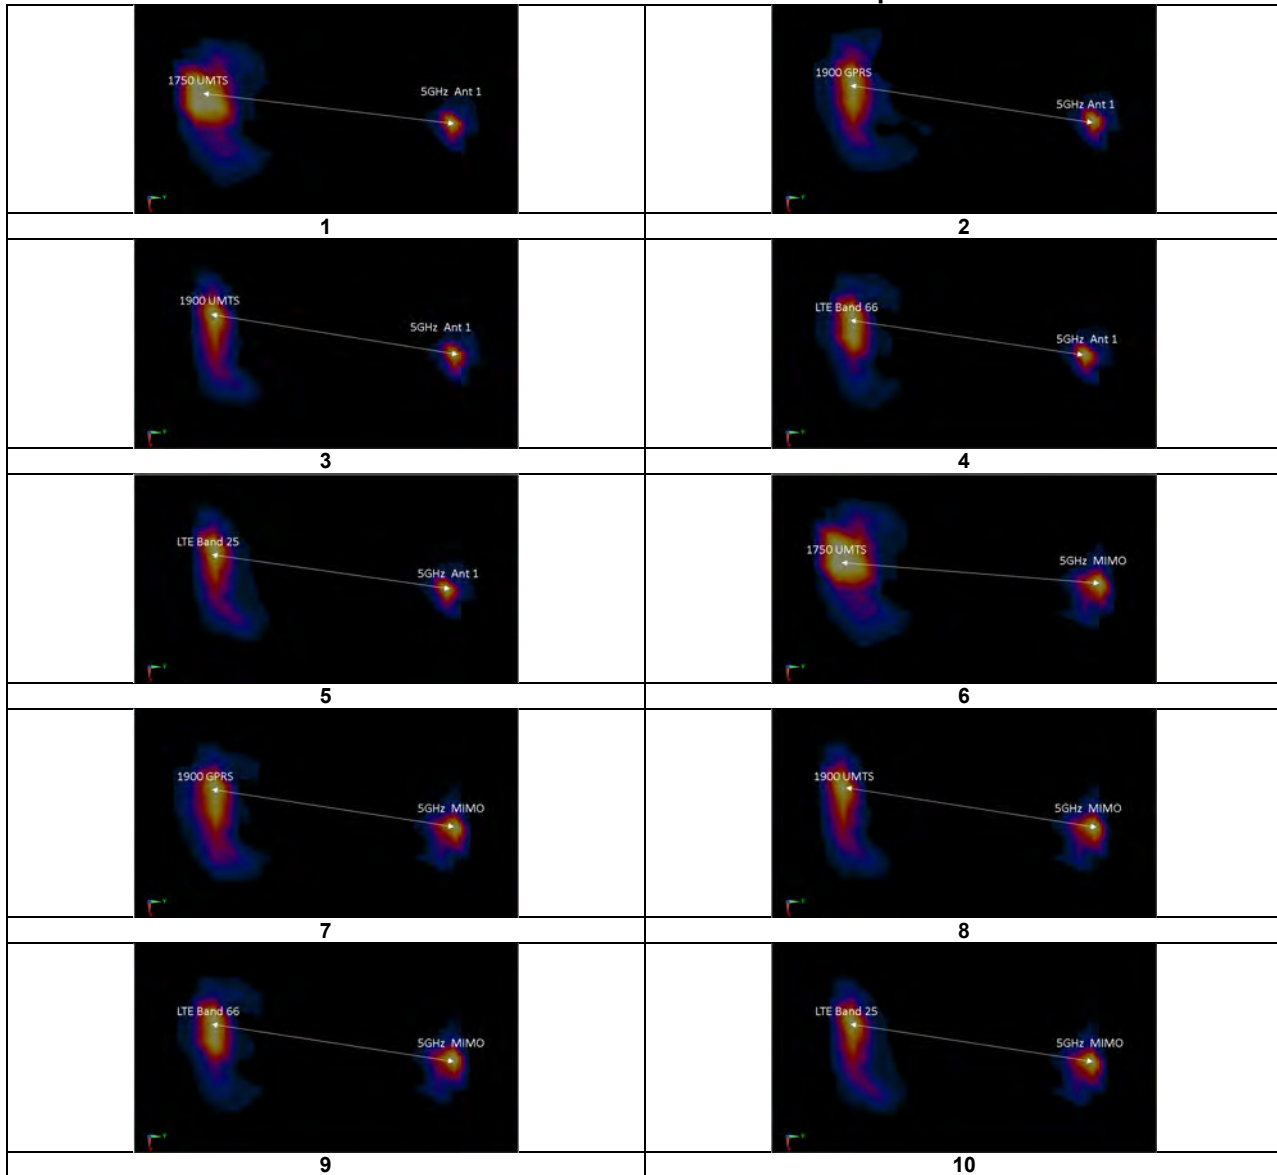 1750 UMTS
5GHz Ant 1
1900 GPRS
5GHz Ant 1
1
2
1900 UMTS
5GHz Ant 1
LTE Band 66
5GHz Ant 1
3
4
LTE Band 25
5GHz Ant 1
1750 UMTS
5GHz MIMO
5
6
1900 GPRS
5GHz MIMO
1900 UMTS
5GHz MIMO
7
8
LTE Band 66
5GHz MIMO
LTE Band 25
5GHz MIMO
9
10